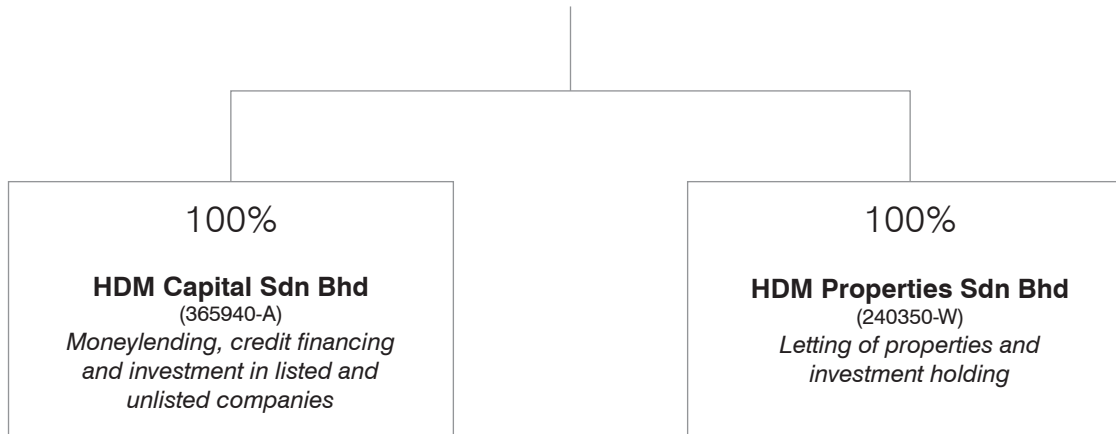 100%
HDM Capital Sdn Bhd
(365940-A)
Moneylending, credit financing
and investment in listed and
unlisted companies
100%
HDM Properties Sdn Bhd
(240350-W)
Letting of properties and
investment holding